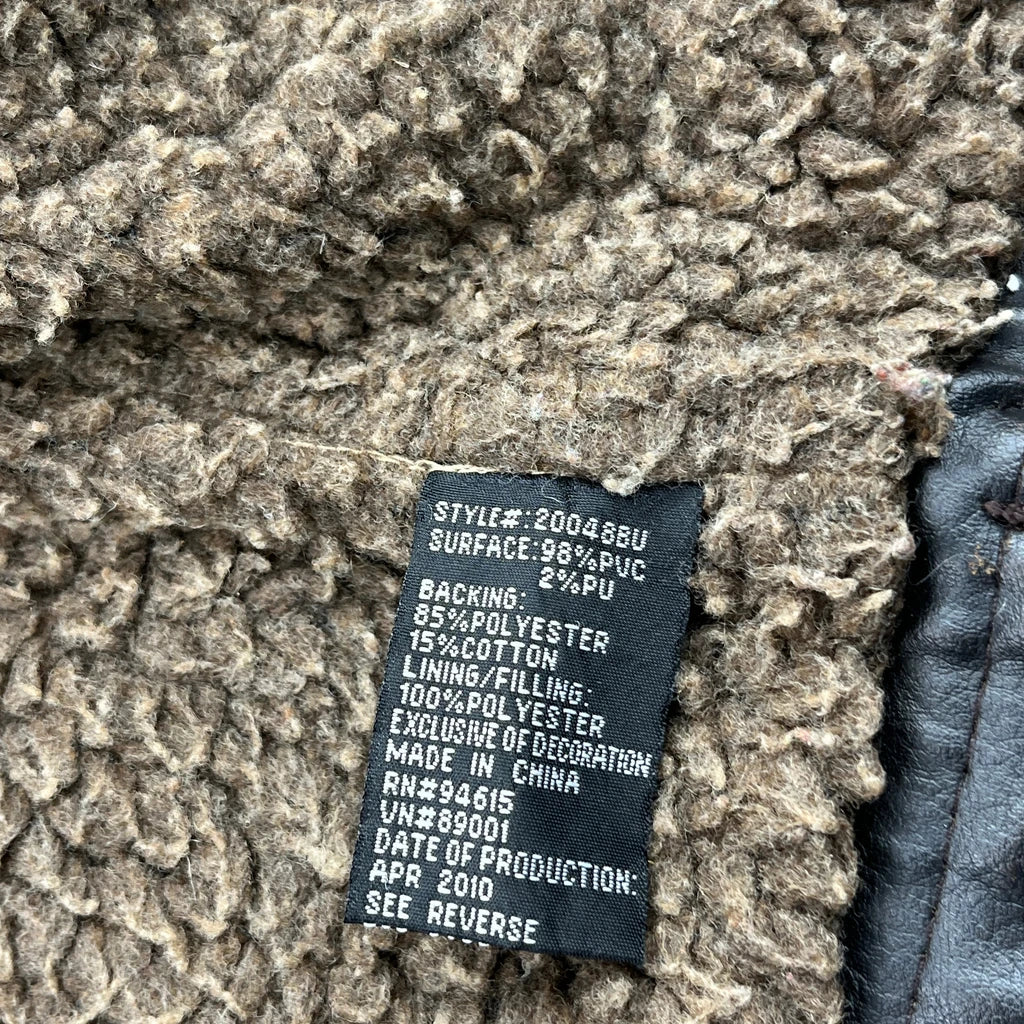 STYLE#:20048BU
SURFACE:98%PVC
2%PU
BACKING:
85%POLYESTER
15%COTTON
LINING/FILLING:
100%POLYESTER
EXCLUSIVE OF DECORATION
MADE IN CHINA
RN#94615
VN#89001
DATE OF PRODUCTION:
APR 2010
SEE REVERSE